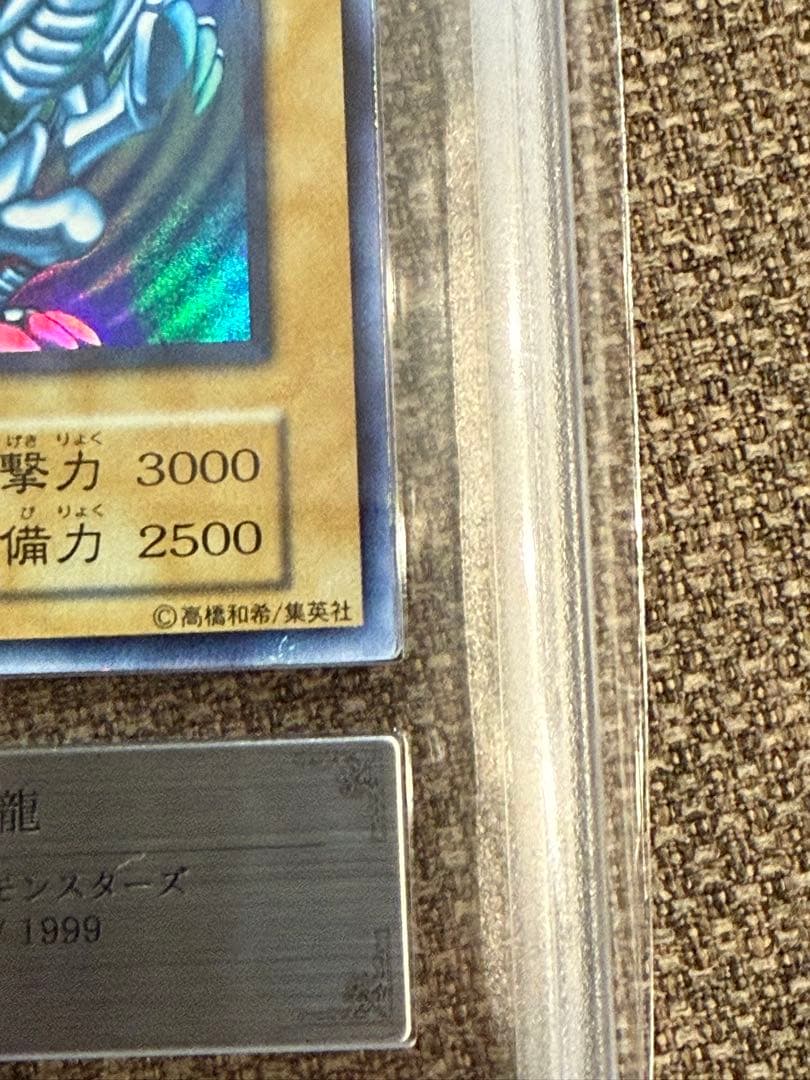 げき りょく
撃力 3000
び りょく
備力 2500
©高橋和希/集英社
龍
モンスターズ
/ 1999